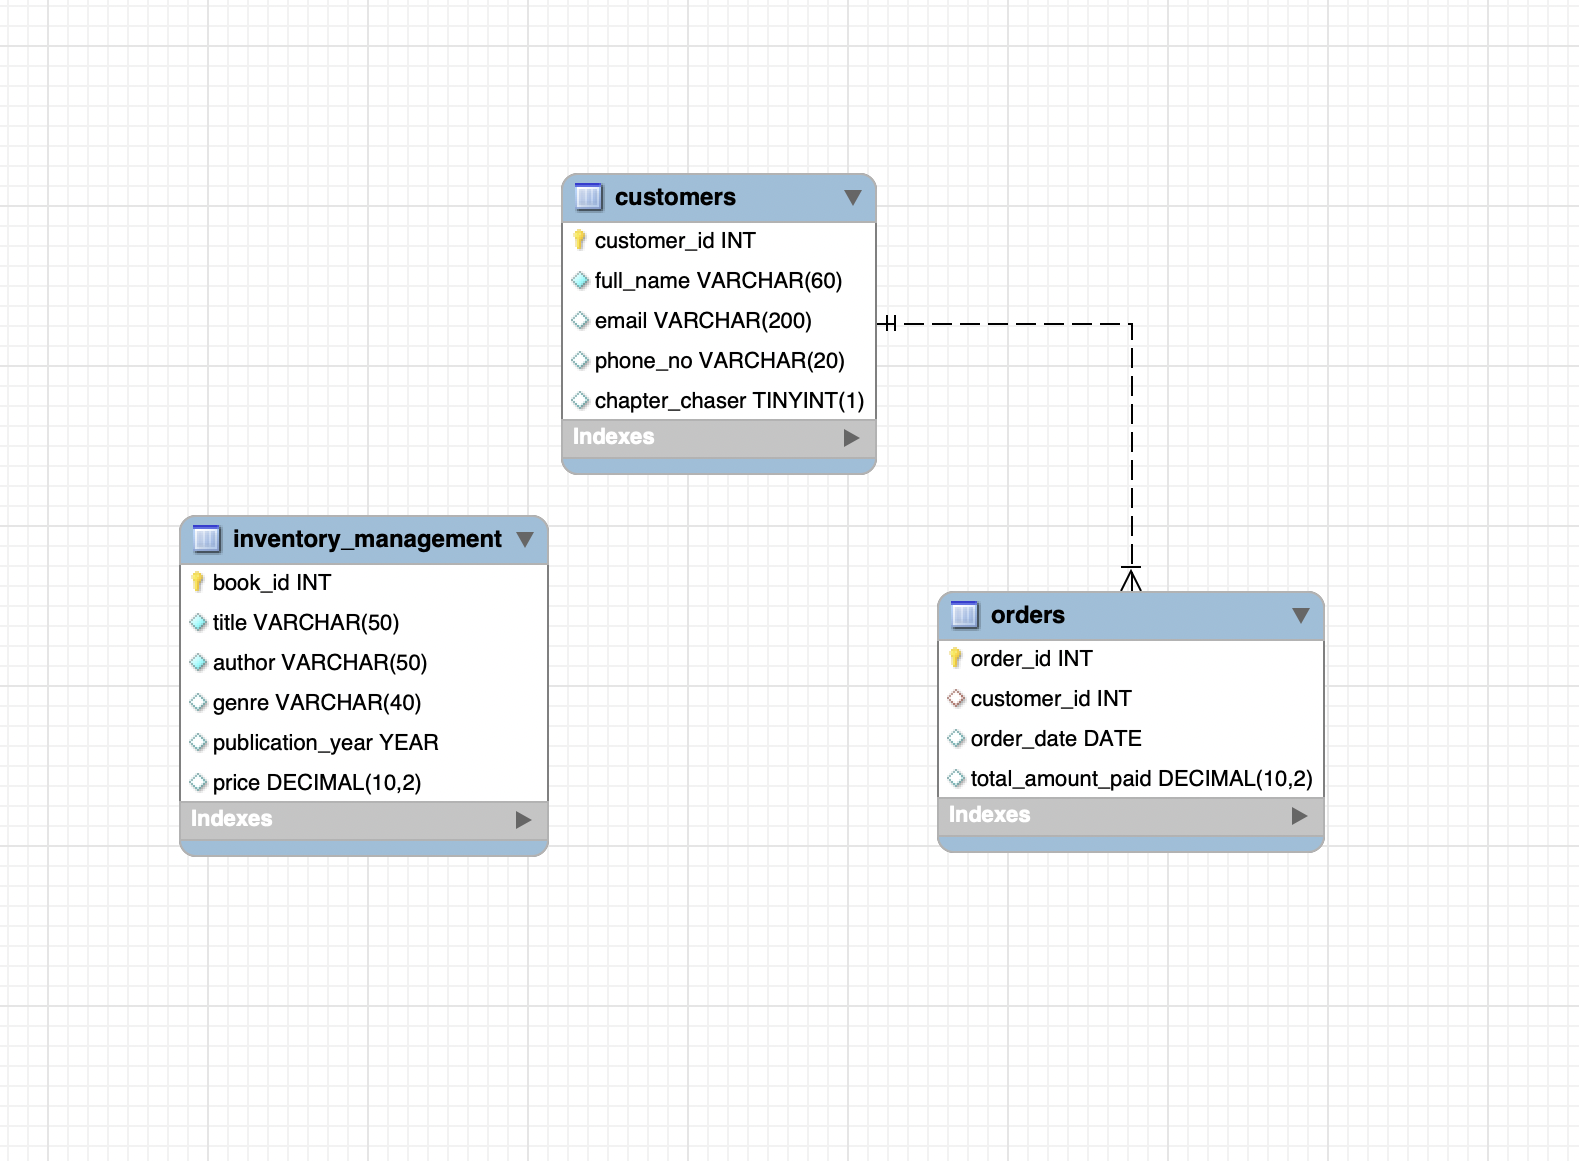 customers
customer_id INT
full_name VARCHAR(60)
email VARCHAR(200)
phone_no VARCHAR(20)
chapter_chaser TINYINT(1)
Indexes
inventory_management
book_id INT
title VARCHAR(50)
author VARCHAR(50)
genre VARCHAR(40)
publication_year YEAR
price DECIMAL(10,2)
Indexes
orders
order_id INT
customer_id INT
order_date DATE
total_amount_paid DECIMAL(10,2)
Indexes